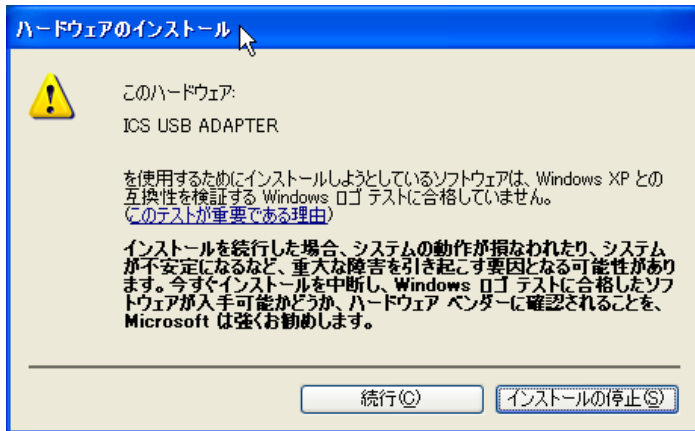 ハードウェアのインストール
このハードウェア:
ICS USB ADAPTER
を使用するためにインストールしようとしているソフトウェアは、Windows XP との
互換性を検証する Windows ロゴ テストに合格していません。
(このテストが重要である理由)
インストールを続行した場合、システムの動作が損なわれたり、システム
が不安定になるなど、重大な障害を引き起こす要因となる可能性があり
ます。今すぐインストールを中断し、Windows ロゴ テストに合格したソフ
トウェアが入手可能かどうか、ハードウェア ベンダーに確認されることを、
Microsoft は強くお勧めします。
続行(C)
インストールの停止(S)